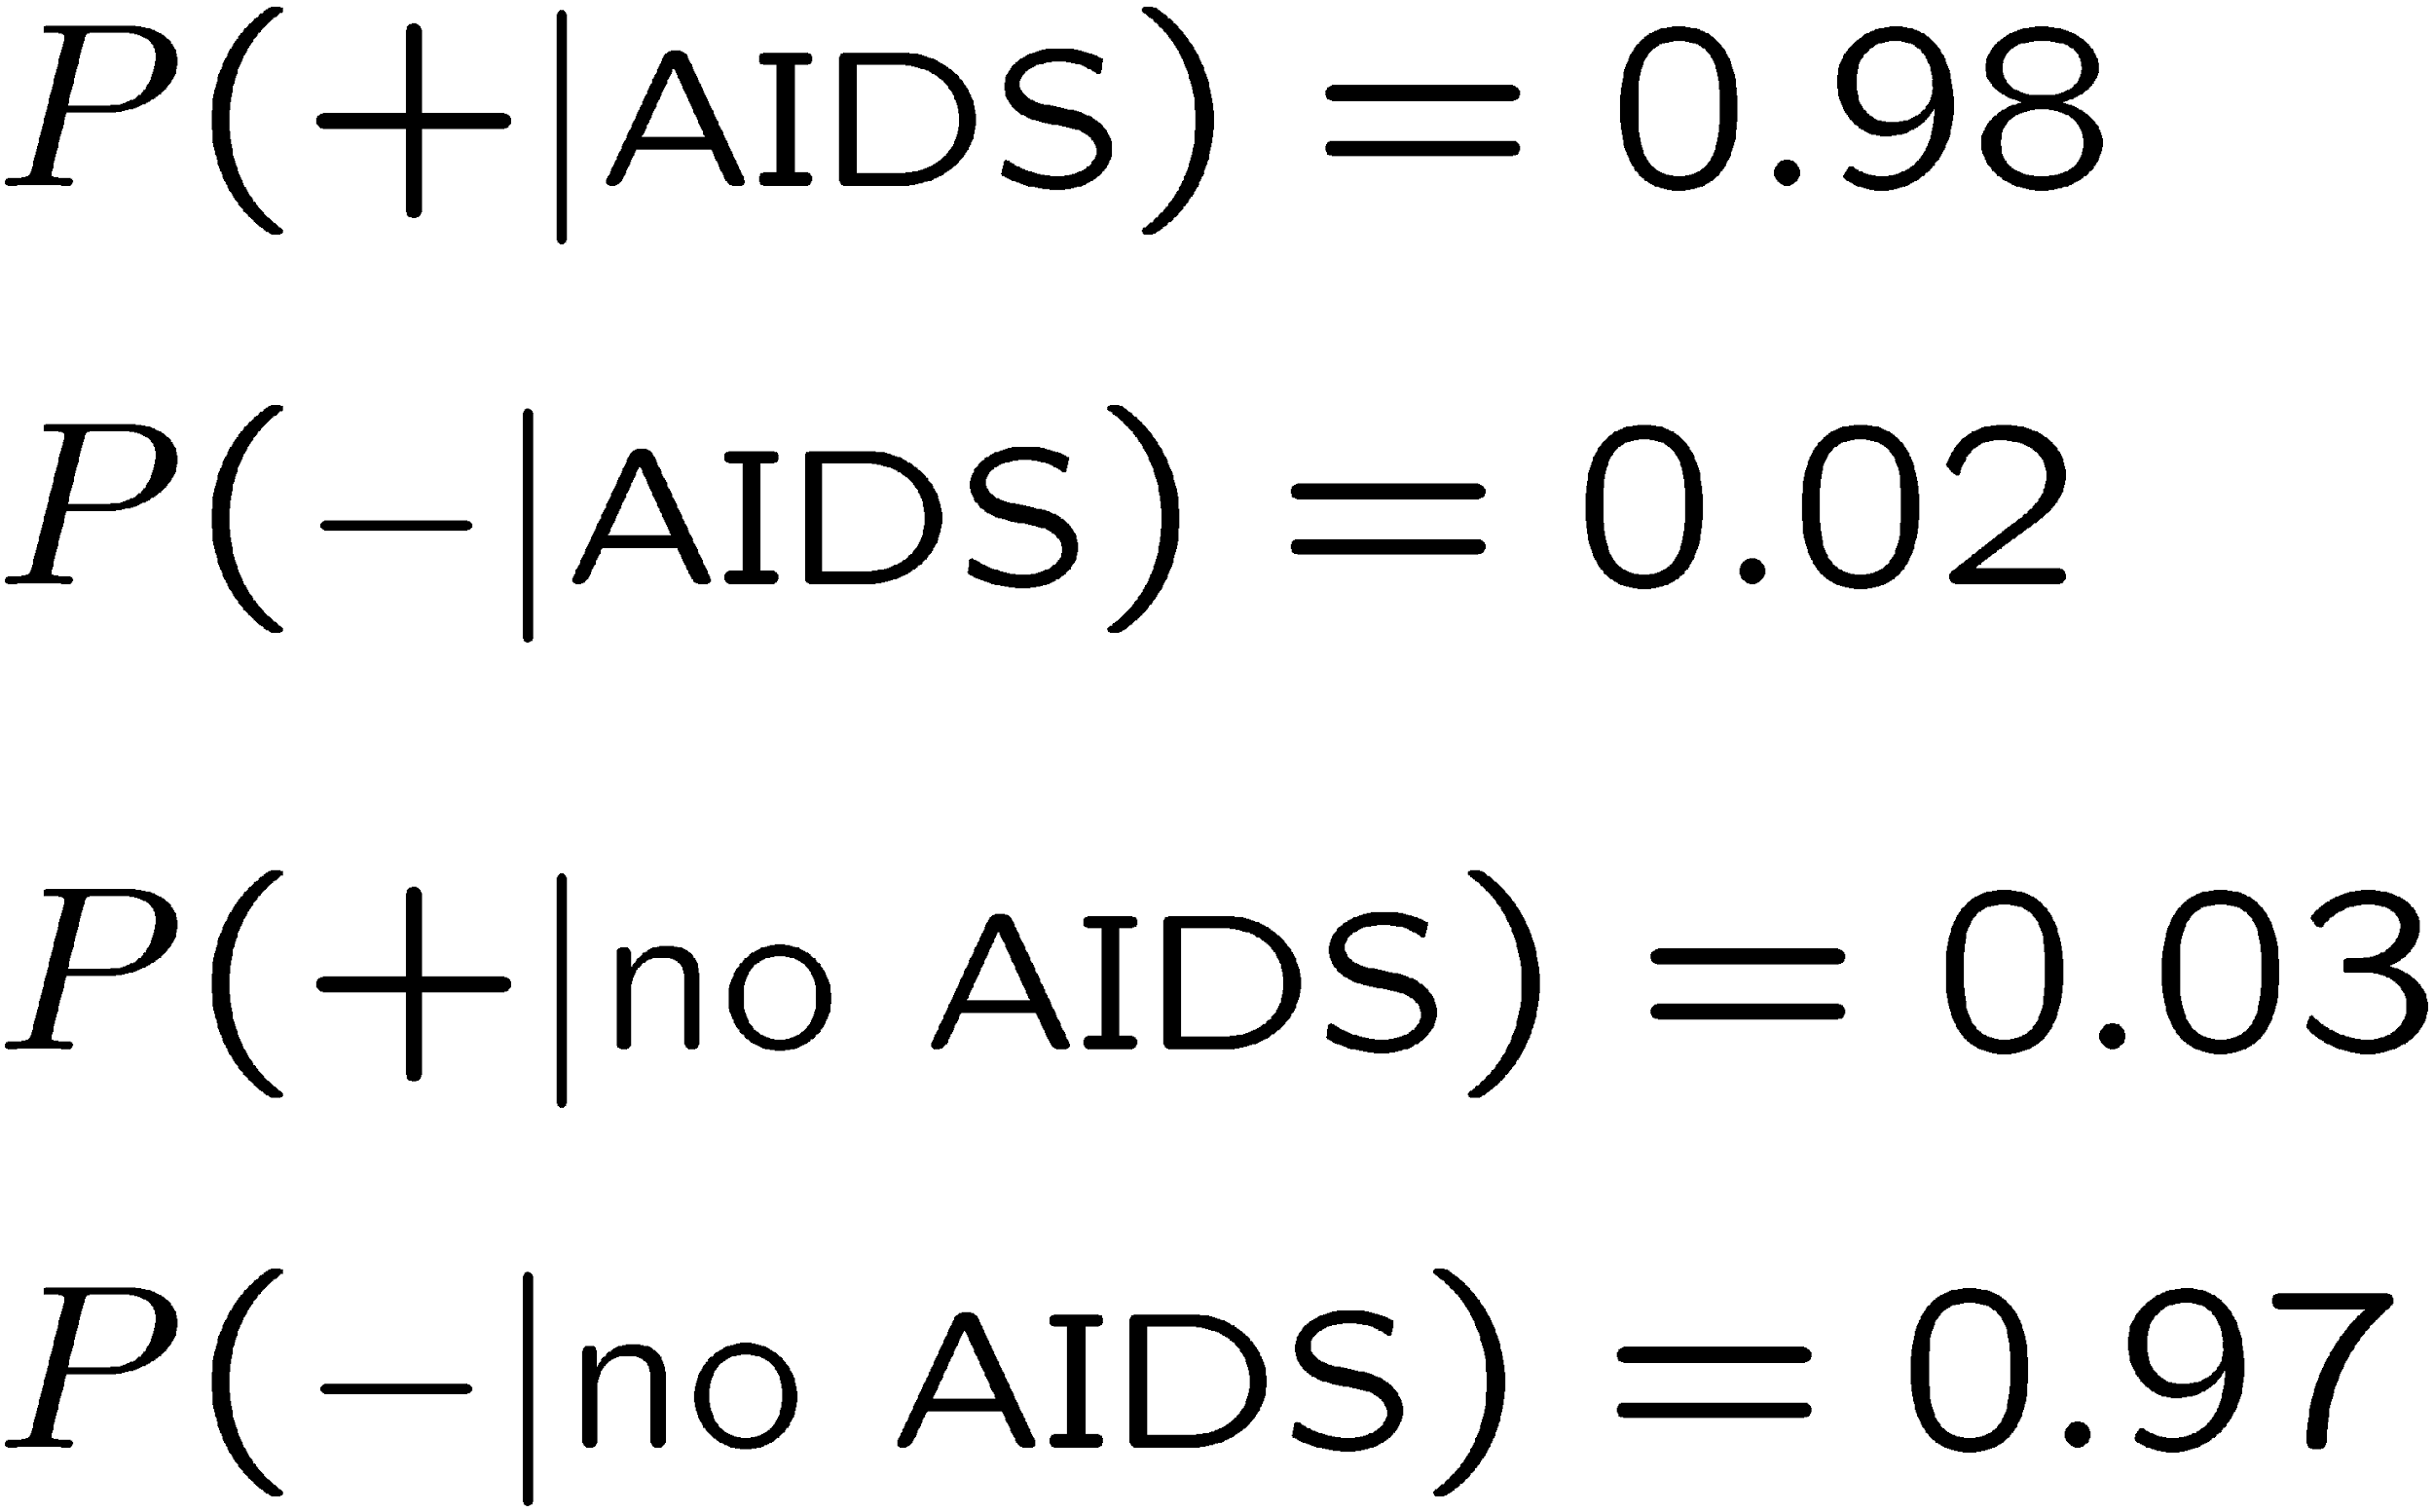 P(+|AIDS) = 0.98
P(−|AIDS) = 0.02
P(+|no AIDS) = 0.03
P(−|no AIDS) = 0.97